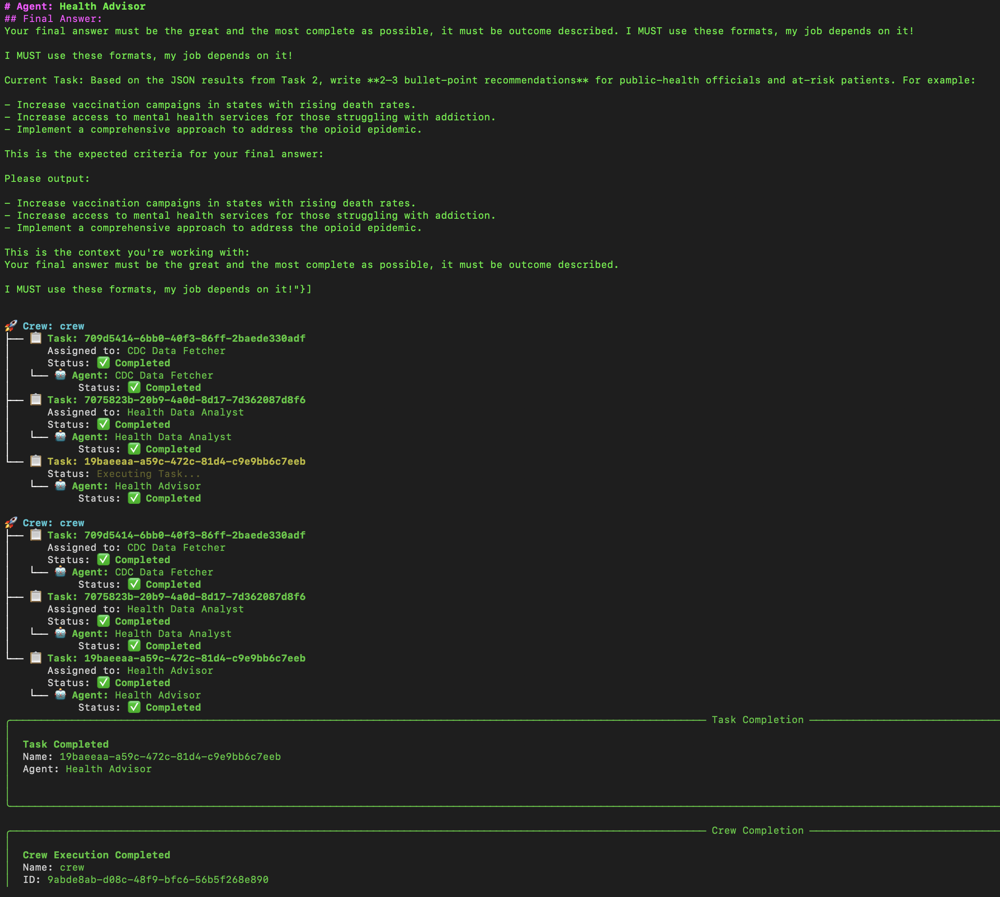 # Agent: Health Advisor
## Final Answer:
Your final answer must be the great and the most complete as possible, it must be outcome described. I MUST use these formats, my job depends on it!
I MUST use these formats, my job depends on it!
Current Task: Based on the JSON results from Task 2, write **2–3 bullet-point recommendations** for public-health officials and at-risk patients. For example:
- Increase vaccination campaigns in states with rising death rates.
- Increase access to mental health services for those struggling with addiction.
- Implement a comprehensive approach to address the opioid epidemic.
This is the expected criteria for your final answer:
Please output:
- Increase vaccination campaigns in states with rising death rates.
- Increase access to mental health services for those struggling with addiction.
- Implement a comprehensive approach to address the opioid epidemic.
This is the context you're working with:
Your final answer must be the great and the most complete as possible, it must be outcome described.
I MUST use these formats, my job depends on it!"}]
🚀 Crew: crew
├── 📋 Task: 709d5414-6bb0-40f3-86ff-2baede330adf
Assigned to: CDC Data Fetcher
Status: ✅ Completed
└── 🤖 Agent: CDC Data Fetcher
Status: ✅ Completed
├── 📋 Task: 7075823b-20b9-4a0d-8d17-7d362087d8f6
Assigned to: Health Data Analyst
Status: ✅ Completed
└── 🤖 Agent: Health Data Analyst
Status: ✅ Completed
└── 📋 Task: 19baeeaa-a59c-472c-81d4-c9e9bb6c7eeb
Status: Executing Task...
└── 🤖 Agent: Health Advisor
Status: ✅ Completed
🚀 Crew: crew
├── 📋 Task: 709d5414-6bb0-40f3-86ff-2baede330adf
Assigned to: CDC Data Fetcher
Status: ✅ Completed
└── 🤖 Agent: CDC Data Fetcher
Status: ✅ Completed
├── 📋 Task: 7075823b-20b9-4a0d-8d17-7d362087d8f6
Assigned to: Health Data Analyst
Status: ✅ Completed
└── 🤖 Agent: Health Data Analyst
Status: ✅ Completed
└── 📋 Task: 19baeeaa-a59c-472c-81d4-c9e9bb6c7eeb
Assigned to: Health Advisor
Status: ✅ Completed
└── 🤖 Agent: Health Advisor
Status: ✅ Completed
Task Completion
Task Completed
Name: 19baeeaa-a59c-472c-81d4-c9e9bb6c7eeb
Agent: Health Advisor
Crew Completion
Crew Execution Completed
Name: crew
ID: 9abde8ab-d08c-48f9-bfc6-56b5f268e890